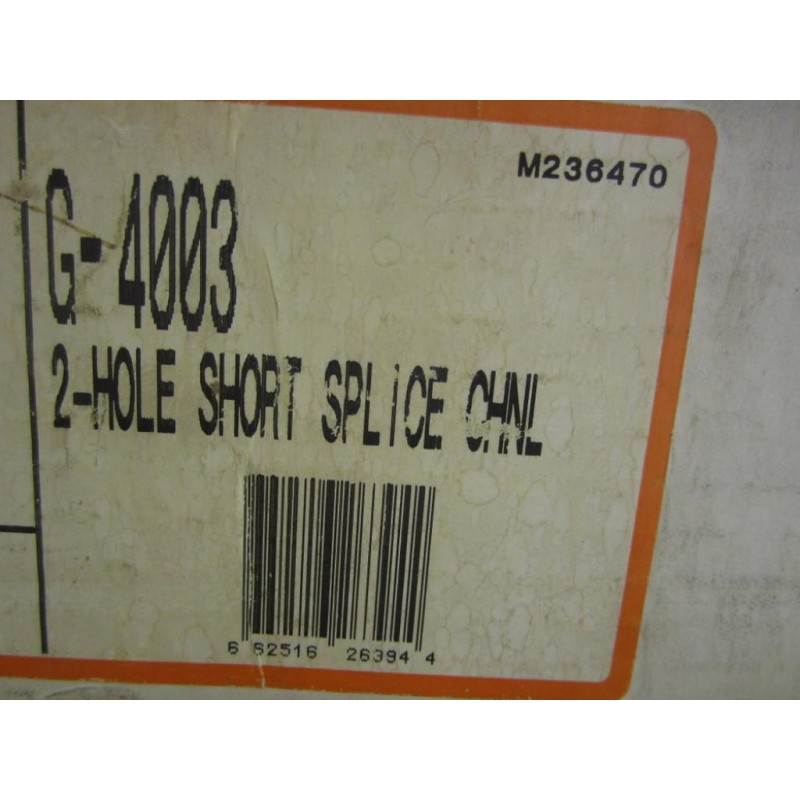 M236470
G-4003
2-HOLE SHORT SPLICE CHNL
6 62516 26394 4